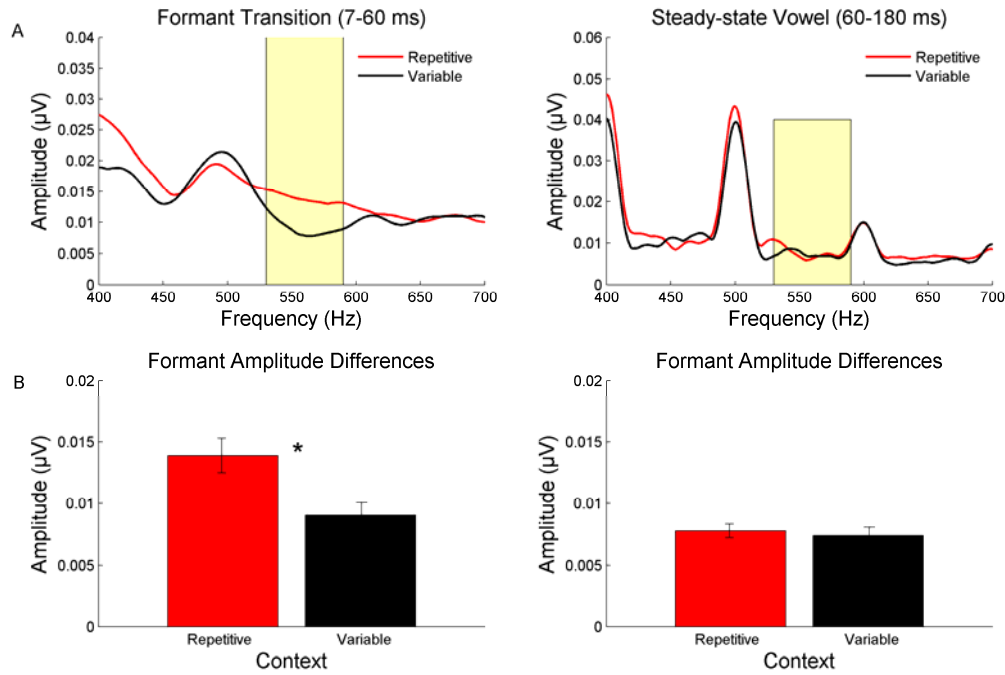 A
Formant Transition (7-60 ms)
Amplitude (μV)
0.04
0.035
0.03
0.025
0.02
0.015
0.01
0.005
0
400
450
500
550
600
650
700
Frequency (Hz)
Repetitive
Variable
Steady-state Vowel (60-180 ms)
Amplitude (μV)
0.06
0.05
0.04
0.03
0.02
0.01
0
400
450
500
550
600
650
700
Frequency (Hz)
Repetitive
Variable
B
Formant Amplitude Differences
Amplitude (μV)
0.02
0.015
0.01
0.005
0
*
Repetitive
Variable
Context
Formant Amplitude Differences
Amplitude (μV)
0.02
0.015
0.01
0.005
0
Repetitive
Variable
Context